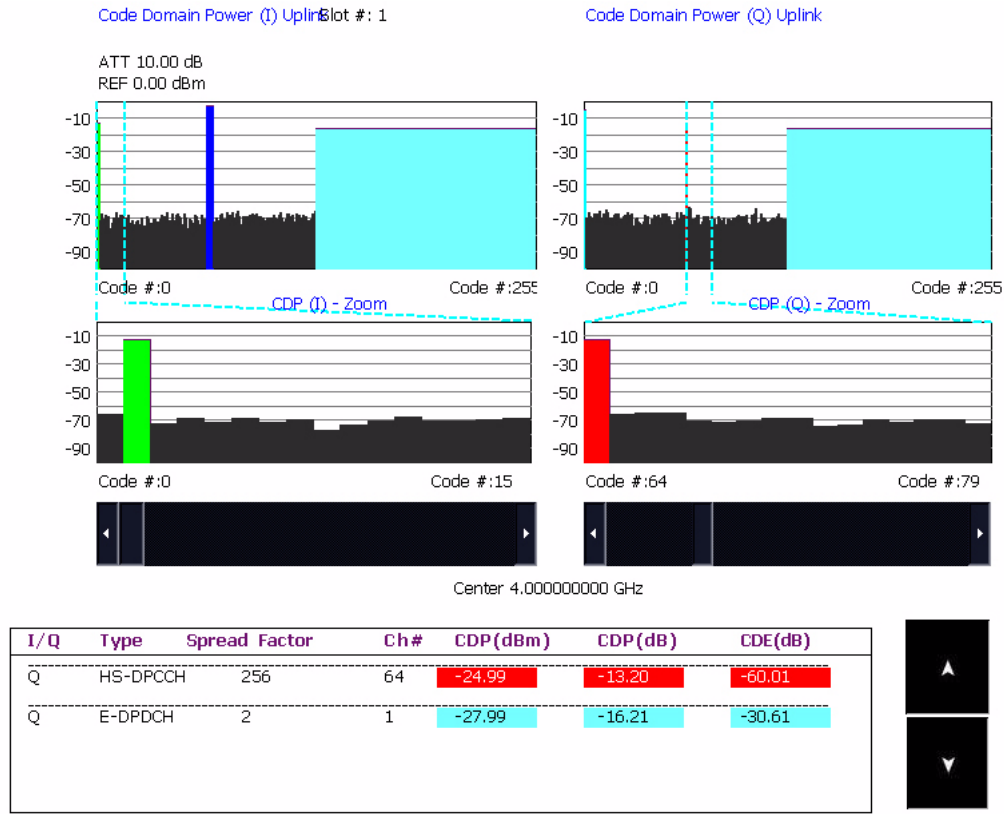 Code Domain Power (I) Uplink Slot #: 1 Code Domain Power (Q) Uplink
ATT 10.00 dB
REF 0.00 dBm
-10 -10
-30 -30
-50 -50
-70 -70
-90 -90
Code #:0 Code #:255 Code #:0 Code #:255
CDP (I) - Zoom CDP (Q) - Zoom
-10 -10
-30 -30
-50 -50
-70 -70
-90 -90
Code #:0 Code #:15 Code #:64 Code #:79
Center 4.000000000 GHz
I/Q Type Spread Factor Ch# CDP(dBm) CDP(dB) CDE(dB)
Q HS-DPCCH 256 64 -24.99 -13.20 -60.01
Q E-DPDCH 2 1 -27.99 -16.21 -30.61